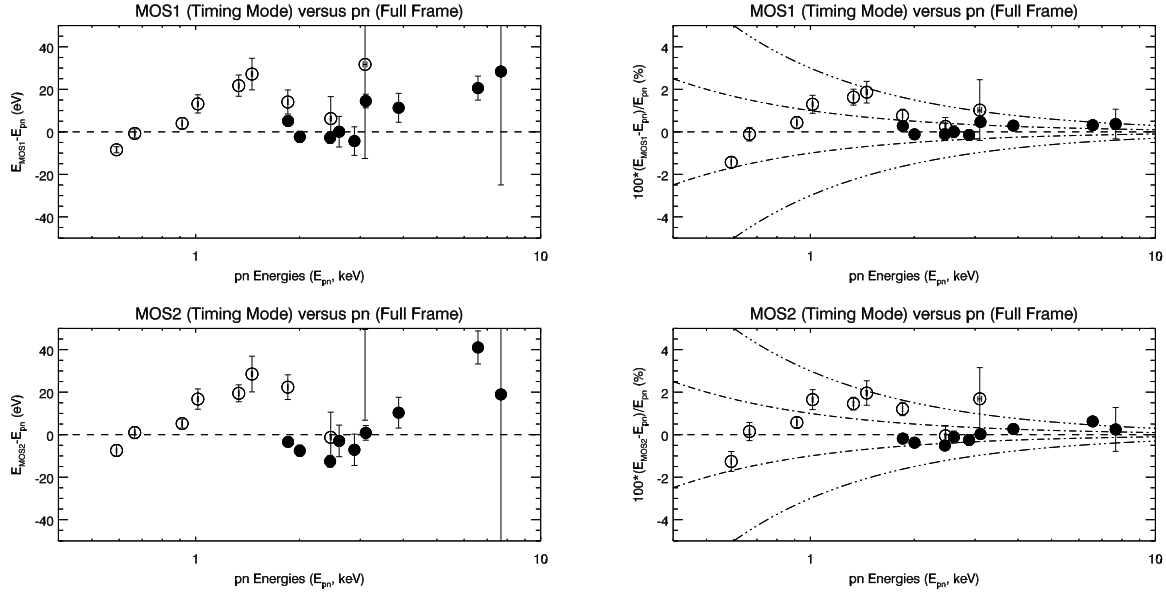 MOS1 (Timing Mode) versus pn (Full Frame)
40
20
0
-20
-40
E_MOS1-E_pn (eV)
1
10
pn Energies (E_pn, keV)
MOS1 (Timing Mode) versus pn (Full Frame)
4
2
0
-2
-4
100*(E_MOS1-E_pn)/E_pn (%)
1
10
pn Energies (E_pn, keV)
MOS2 (Timing Mode) versus pn (Full Frame)
40
20
0
-20
-40
E_MOS2-E_pn (eV)
1
10
pn Energies (E_pn, keV)
MOS2 (Timing Mode) versus pn (Full Frame)
4
2
0
-2
-4
100*(E_MOS2-E_pn)/E_pn (%)
1
10
pn Energies (E_pn, keV)